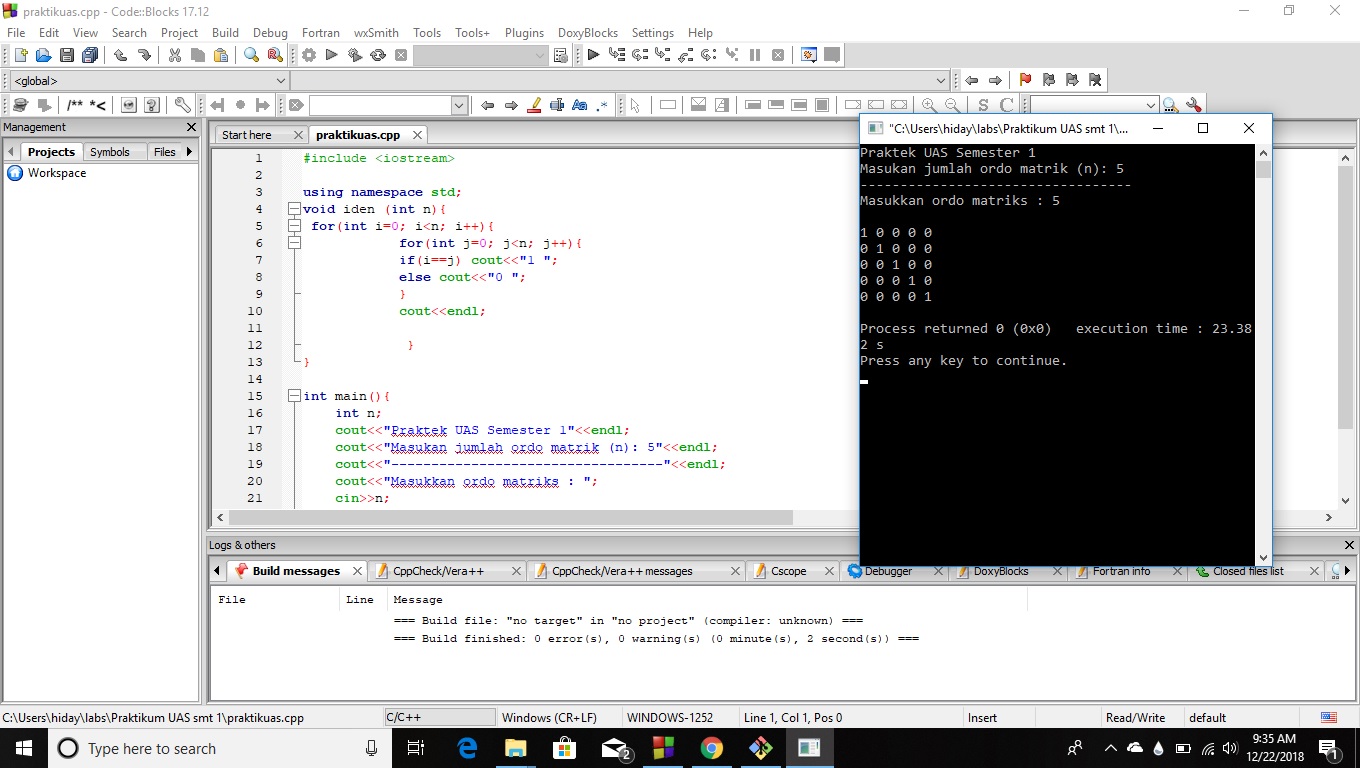 praktikuas.cpp - Code::Blocks 17.12
File Edit View Search Project Build Debug Fortran wxSmith Tools Tools+ Plugins DoxyBlocks Settings Help
<global>
/** *<
Aa .* S C
Management
Projects Symbols Files
Workspace
Start here praktikuas.cpp
1 #include <iostream>
2
3 using namespace std;
4 void iden (int n){
5 for(int i=0; i<n; i++){
6 for(int j=0; j<n; j++){
7 if(i==j) cout<<"1 ";
8 else cout<<"0 ";
9 }
10 cout<<endl;
11
12 }
13 }
14
15 int main(){
16 int n;
17 cout<<"Praktek UAS Semester 1"<<endl;
18 cout<<"Masukan jumlah ordo matrik (n): 5"<<endl;
19 cout<<"----------------------------------"<<endl;
20 cout<<"Masukkan ordo matriks : ";
21 cin>>n;
"C:\Users\hiday\labs\Praktikum UAS smt 1\...
Praktek UAS Semester 1
Masukan jumlah ordo matrik (n): 5
----------------------------------
Masukkan ordo matriks : 5
1 0 0 0 0
0 1 0 0 0
0 0 1 0 0
0 0 0 1 0
0 0 0 0 1
Process returned 0 (0x0) execution time : 23.38
2 s
Press any key to continue.
Logs & others
Build messages CppCheck/Vera++ CppCheck/Vera++ messages Cscope Debugger DoxyBlocks Fortran info Closed files list
File Line Message
=== Build file: "no target" in "no project" (compiler: unknown) ===
=== Build finished: 0 error(s), 0 warning(s) (0 minute(s), 2 second(s)) ===
C:\Users\hiday\labs\Praktikum UAS smt 1\praktikuas.cpp C/C++ Windows (CR+LF) WINDOWS-1252 Line 1, Col 1, Pos 0 Insert Read/Write default
Type here to search
2
9:35 AM
12/22/2018
1